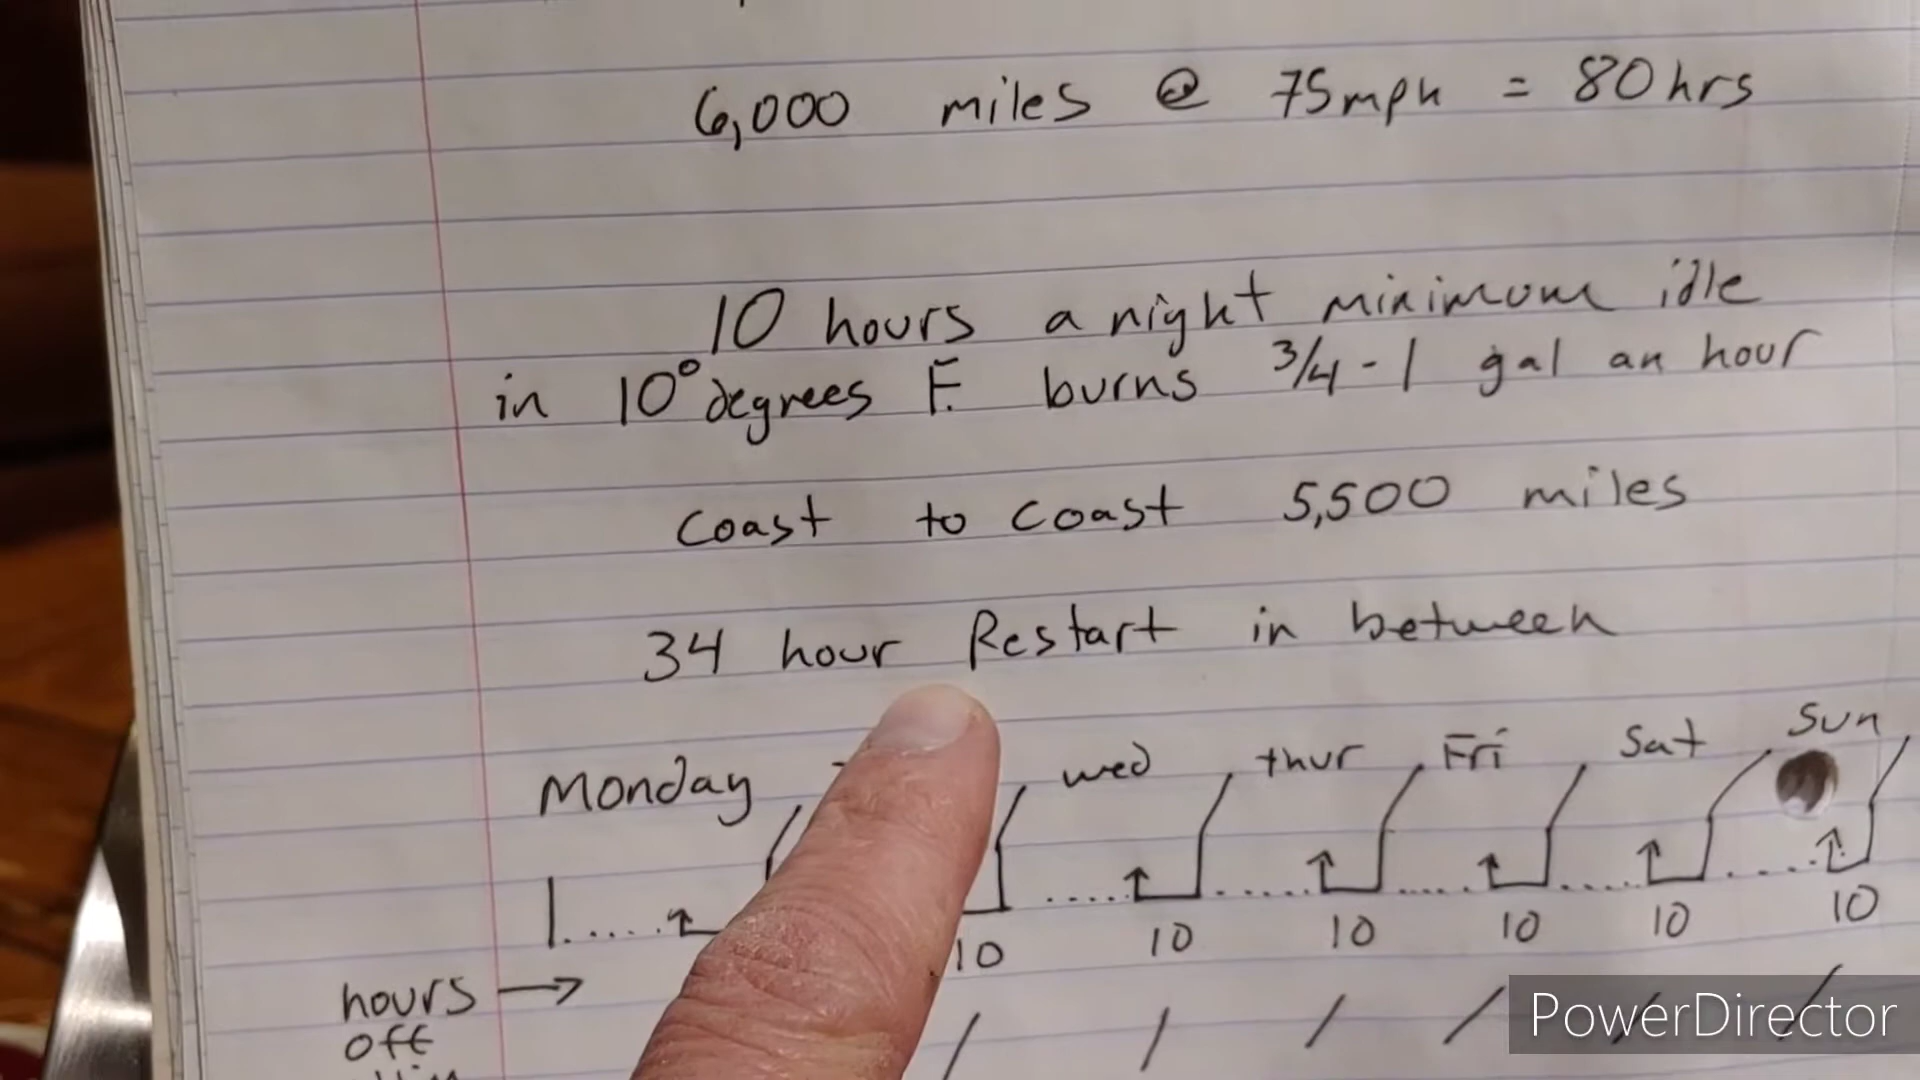 6,000 miles @ 75mph = 80hrs
10 hours a night minimum idle
in 10° degrees F. burns 3/4 - 1 gal an hour
Coast to Coast 5,500 miles
34 hour Restart in between
Monday wed thur Fri Sat Sun
10 10 10 10 10 10
hours →
off
PowerDirector